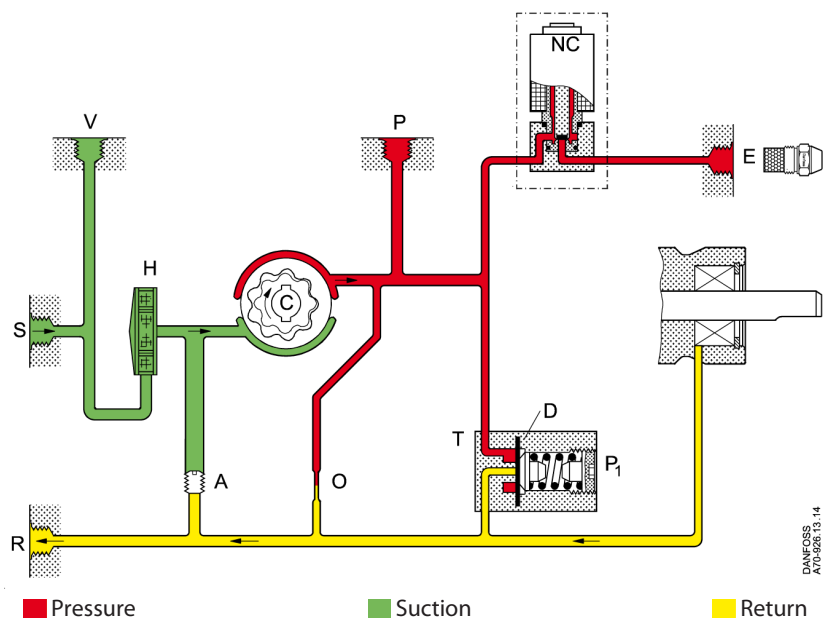 NC
V
P
E
H
C
S
D
T
P1
A
O
R
DANFOSS
A70-926.13.14
Pressure
Suction
Return